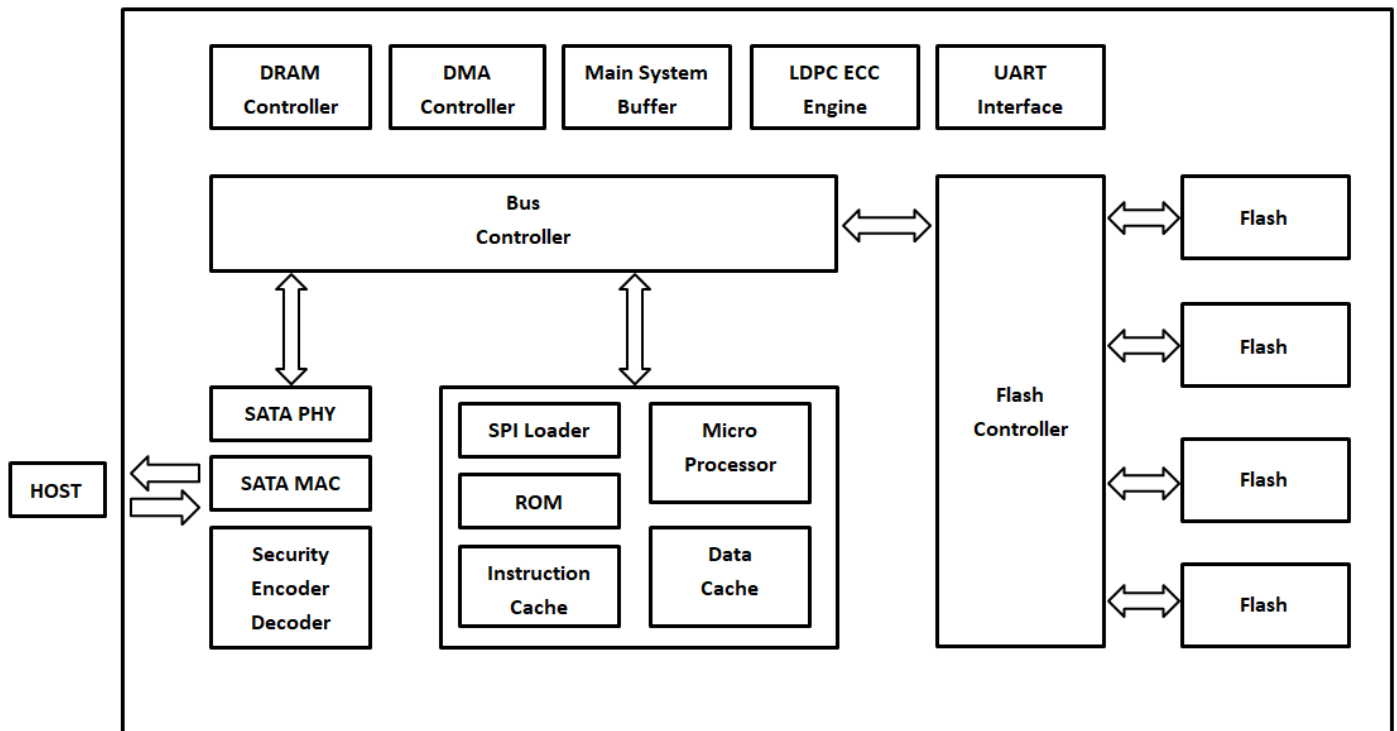 DRAM
Controller
DMA
Controller
Main System
Buffer
LDPC ECC
Engine
UART
Interface
Bus
Controller
SATA PHY
SATA MAC
Security
Encoder
Decoder
HOST
SPI Loader
ROM
Instruction
Cache
Micro
Processor
Data
Cache
Flash
Controller
Flash
Flash
Flash
Flash